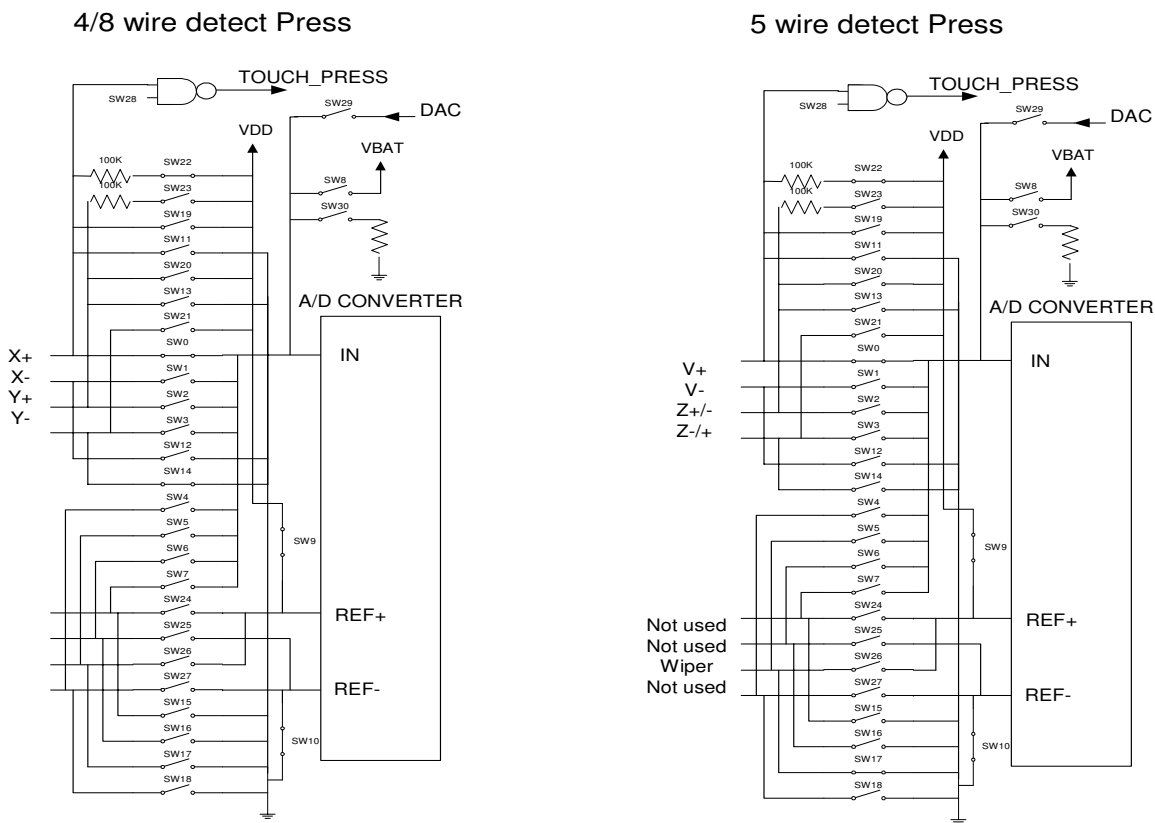 4/8 wire detect Press
TOUCH_PRESS
SW28
SW29
DAC
VDD
VBAT
100K
SW22
100K
SW23
SW8
SW30
SW19
SW11
SW20
SW13
A/D CONVERTER
SW21
X+
SW0
IN
X-
SW1
Y+
SW2
Y-
SW3
SW12
SW14
SW4
SW5
SW9
SW6
SW7
SW24
REF+
SW25
SW26
SW27
REF-
SW15
SW16
SW10
SW17
SW18
5 wire detect Press
TOUCH_PRESS
SW28
SW29
DAC
VDD
VBAT
100K
SW22
100K
SW23
SW8
SW30
SW19
SW11
SW20
SW13
A/D CONVERTER
SW21
V+
SW0
IN
V-
SW1
Z+/-
SW2
Z-/+
SW3
SW12
SW14
SW4
SW5
SW9
SW6
SW7
Not used
SW24
REF+
Not used
SW25
Wiper
SW26
Not used
SW27
REF-
SW15
SW16
SW10
SW17
SW18